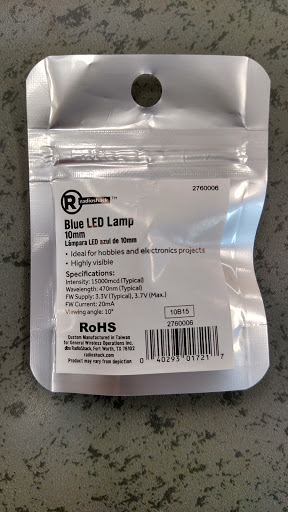 2760006
R
radioshack™
Blue LED Lamp
10mm
Lámpara LED azul de 10mm
• Ideal for hobbies and electronics projects
• Highly visible
Specifications:
Intensity: 15000mcd (Typical)
Wavelength: 470nm (Typical)
FW Supply: 3.3V (Typical), 3.7V (Max.)
FW Current: 20mA
Viewing angle: 10°
10B15
RoHS
2760006
Custom Manufactured in Taiwan
for General Wireless Operations Inc.
dba RadioShack, Fort Worth, TX 76102
radioshack.com
Product may vary from depiction
0 40293 01721 7